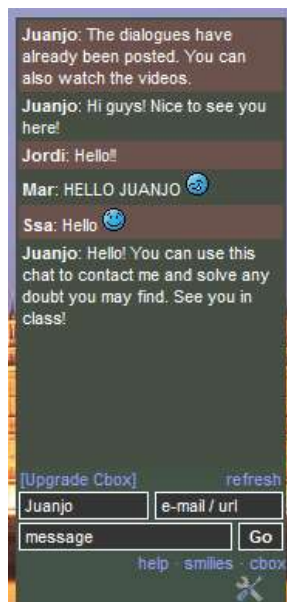 Juanjo: The dialogues have
already been posted. You can
also watch the videos.
Juanjo: Hi guys! Nice to see you
here!
Jordi: Hello!!
Mar: HELLO JUANJO
Ssa: Hello
Juanjo: Hello! You can use this
chat to contact me and solve any
doubt you may find. See you in
class!
[Upgrade Cbox] refresh
Juanjo e-mail / url
message Go
help · smilies · cbox